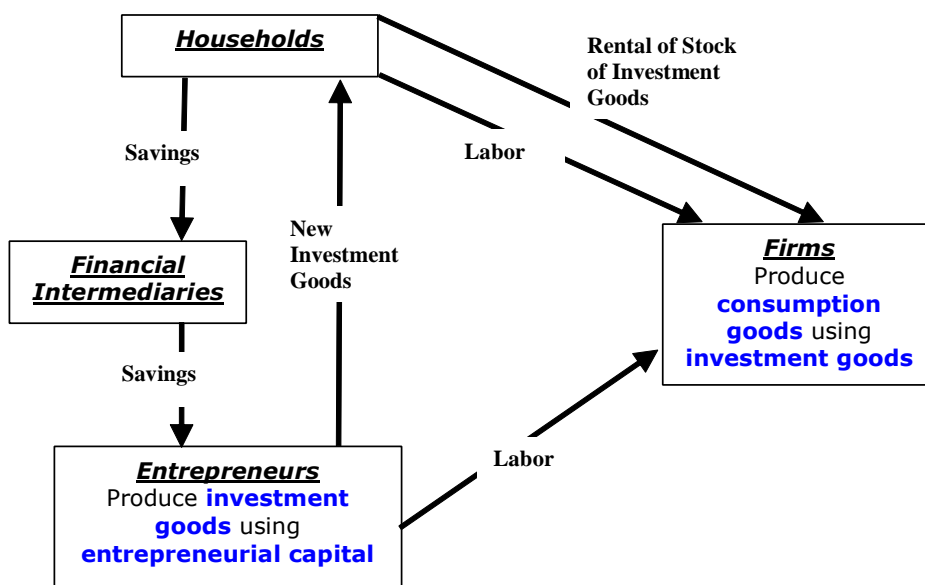 Households
Rental of Stock
of Investment
Goods
Savings
Labor
New
Investment
Goods
Financial
Intermediaries
Firms
Produce
consumption
goods using
investment goods
Savings
Entrepreneurs
Produce investment
goods using
entrepreneurial capital
Labor